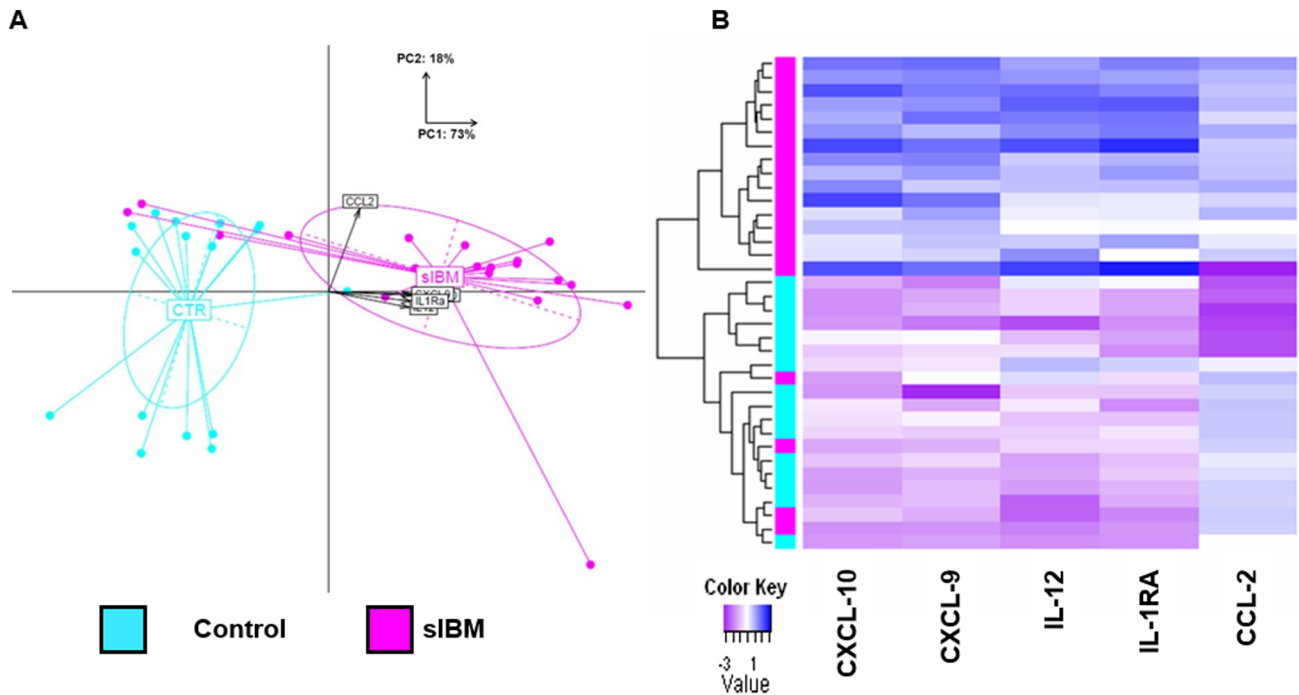 A
B
PC2: 18%
PC1: 73%
CCL2
sIBM
IL1Ra
CTR
Control
sIBM
Color Key
-3 1
Value
CXCL-10
CXCL-9
IL-12
IL-1RA
CCL-2